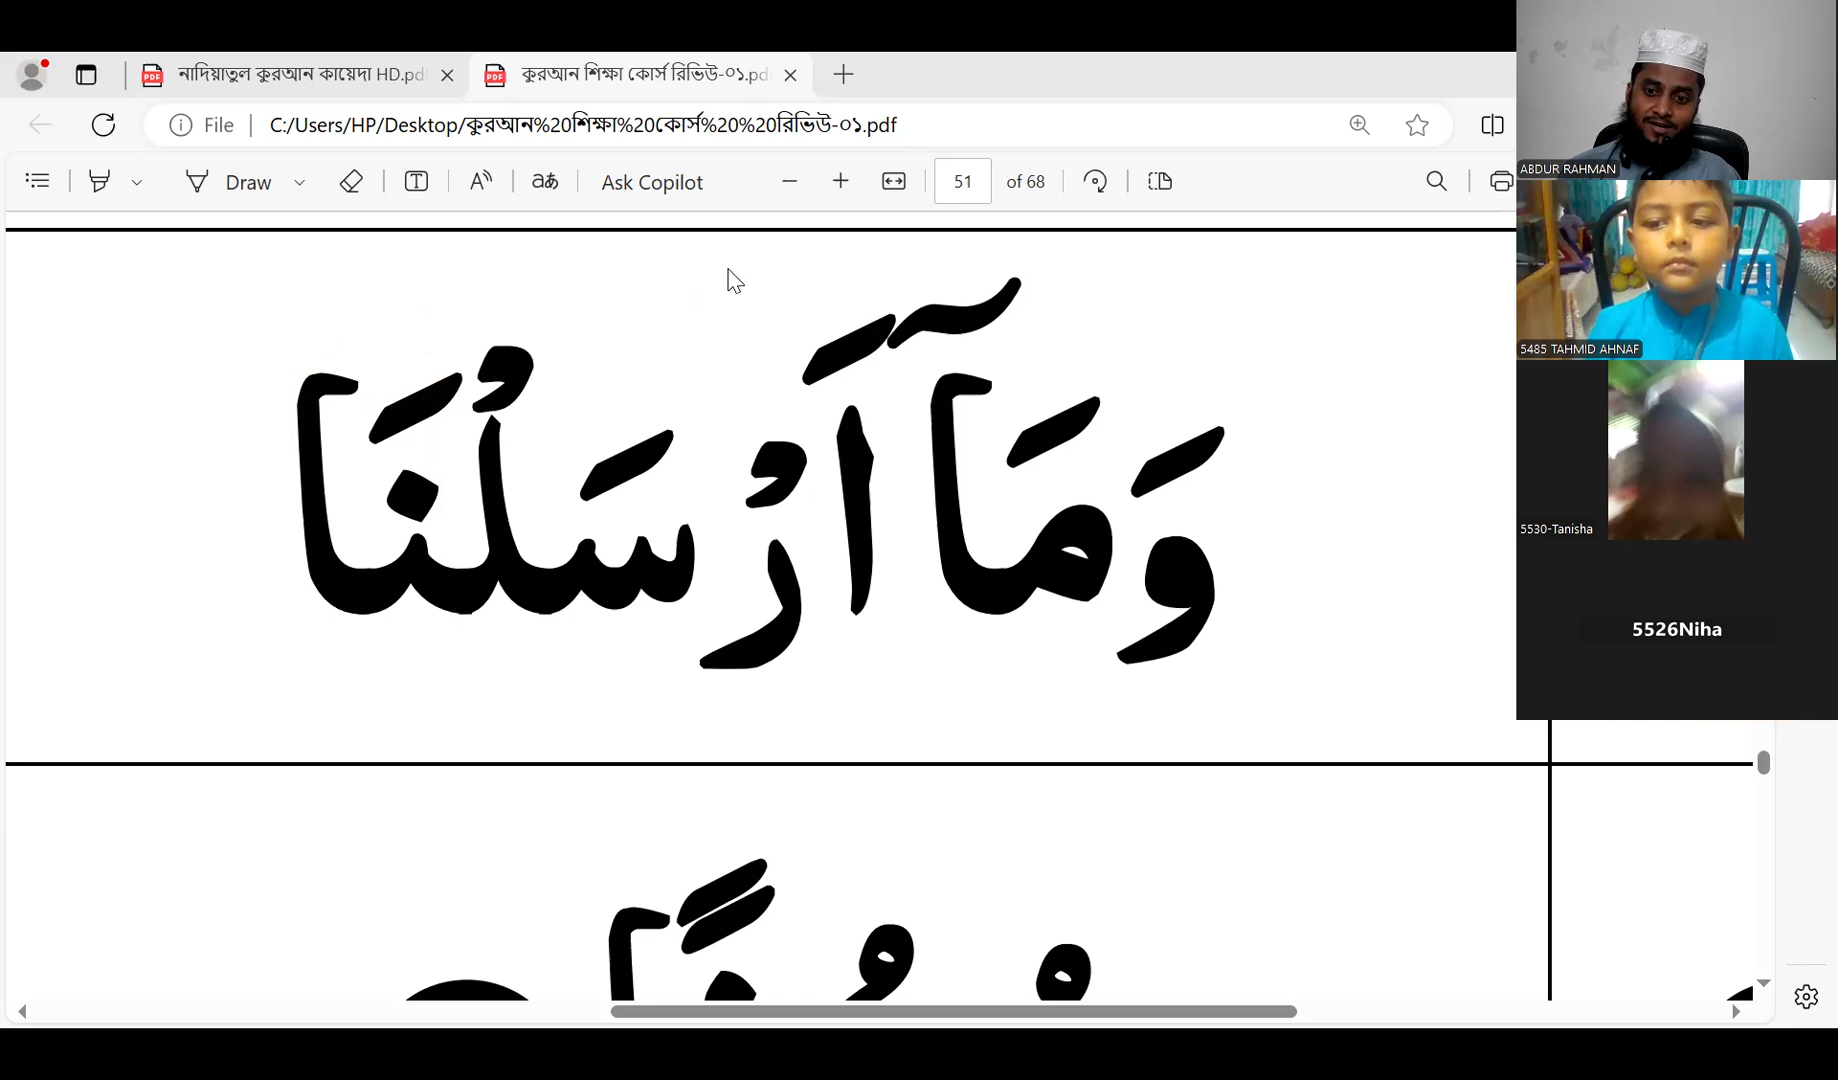 নাদিয়াতুল কুরআন কায়েদা HD.pdf
কুরআন শিক্ষা কোর্স রিভিউ-০১.pd
File
C:/Users/HP/Desktop/কুরআন%20শিক্ষা%20কোর্স%20%20রিভিউ-০১.pdf
Draw
Ask Copilot
51 of 68
ABDUR RAHMAN
5485 TAHMID AHNAF
5530-Tanisha
5526Niha
وَمَآ اَرْسَلْنَا